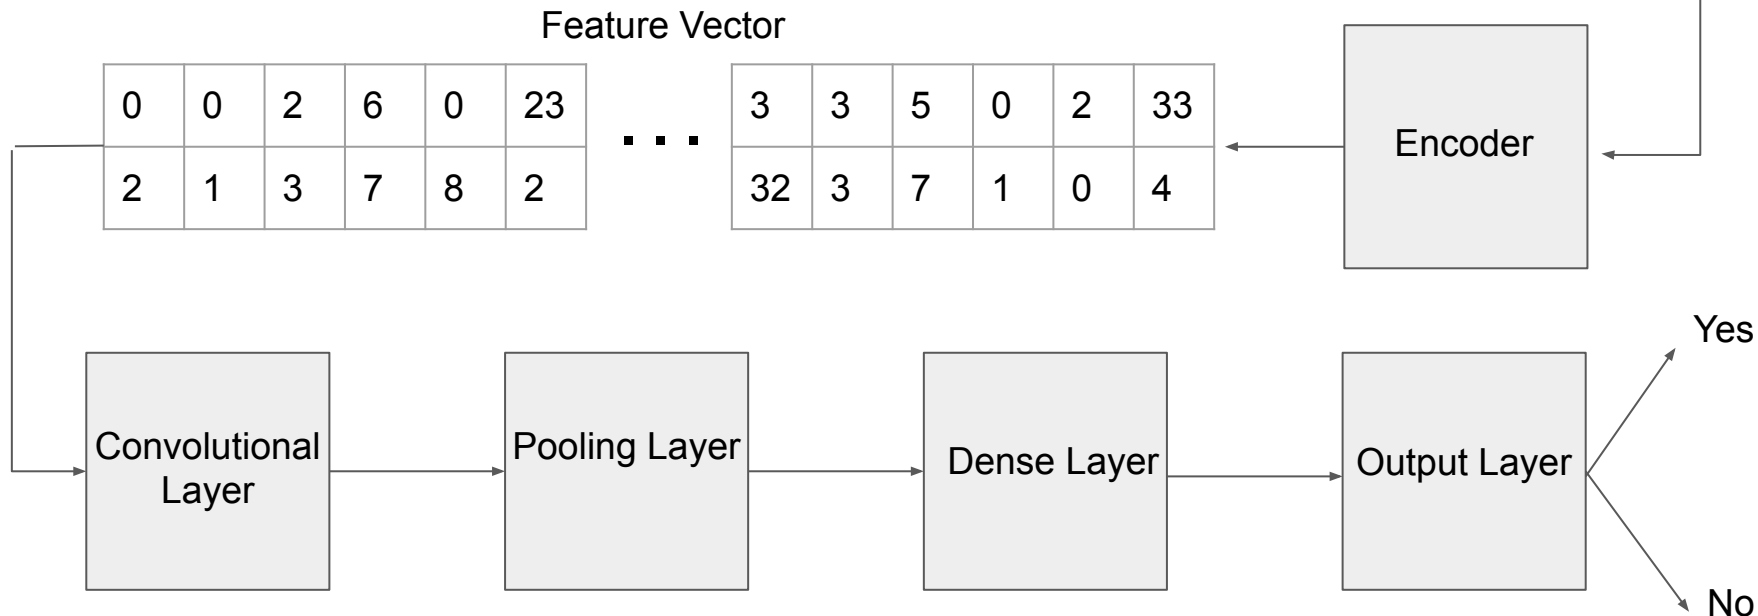 Feature Vector
0 0 2 6 0 23 . . . 3 3 5 0 2 33
2 1 3 7 8 2 32 3 7 1 0 4
Encoder
Yes
Convolutional
Layer
Pooling Layer
Dense Layer
Output Layer
No